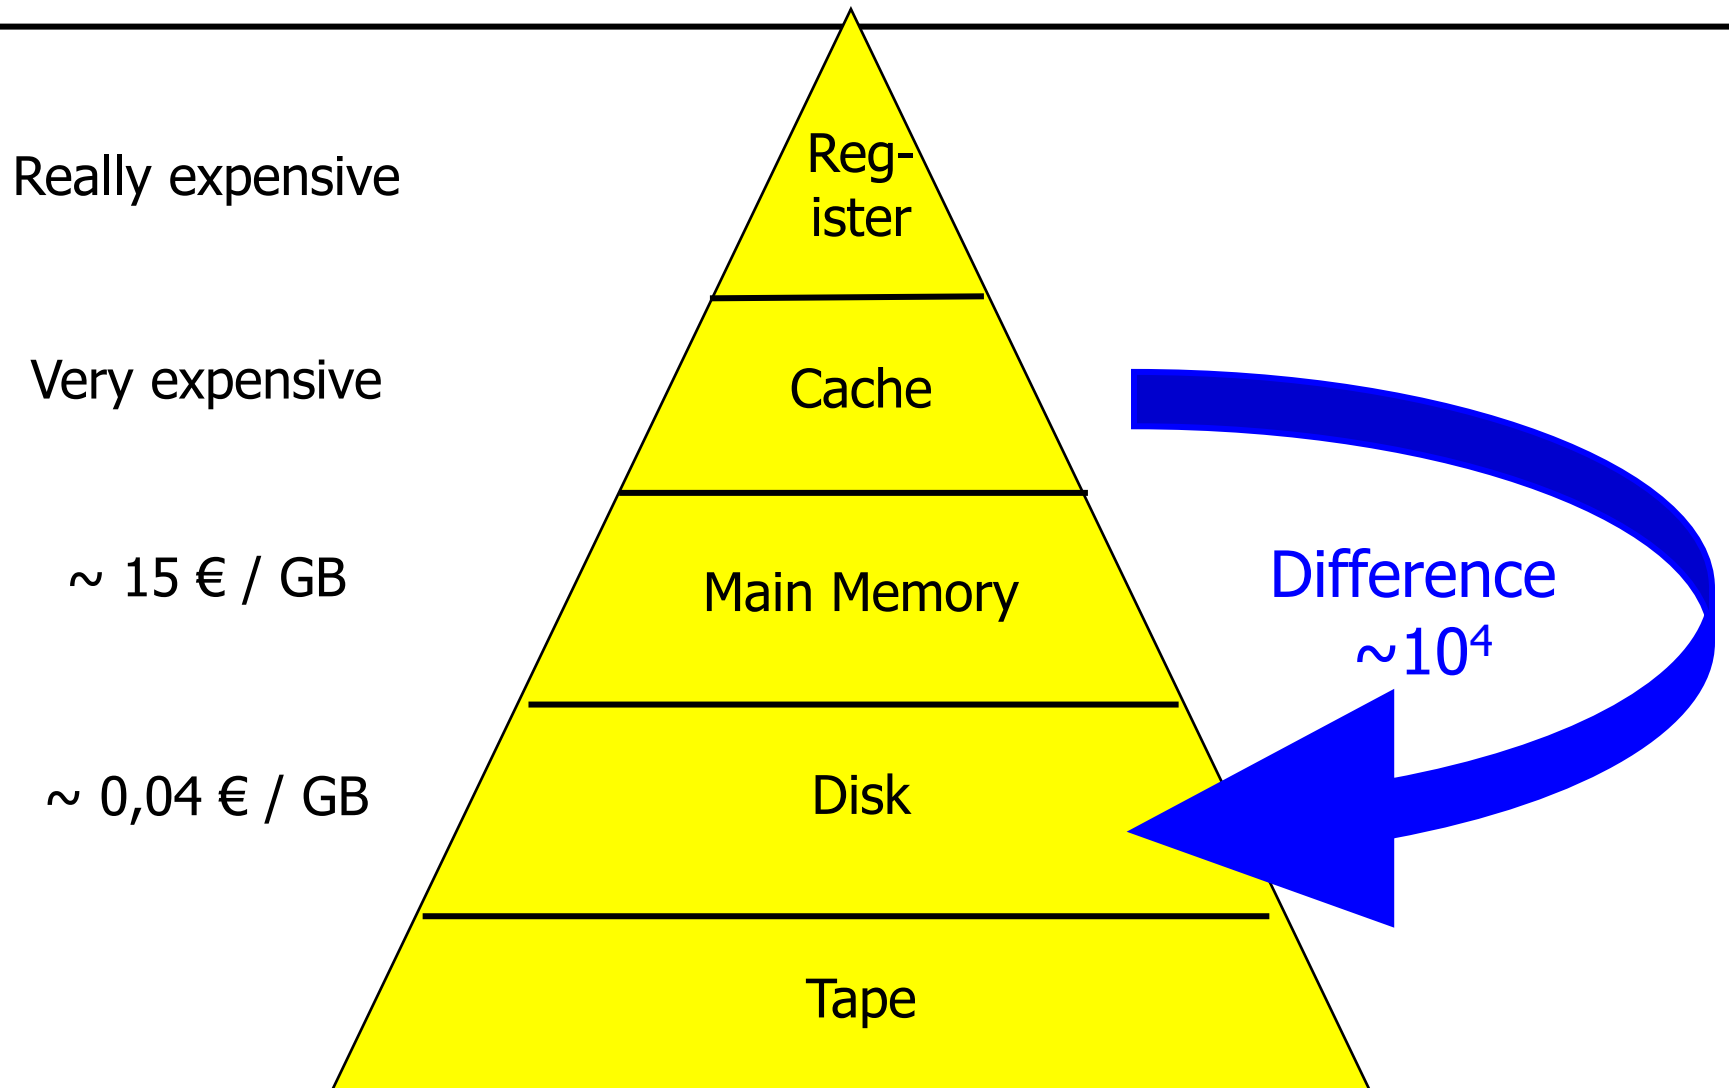 Really expensive
Reg-
ister
Very expensive
Cache
~ 15 € / GB
Main Memory
Difference
~10⁴
~ 0,04 € / GB
Disk
Tape